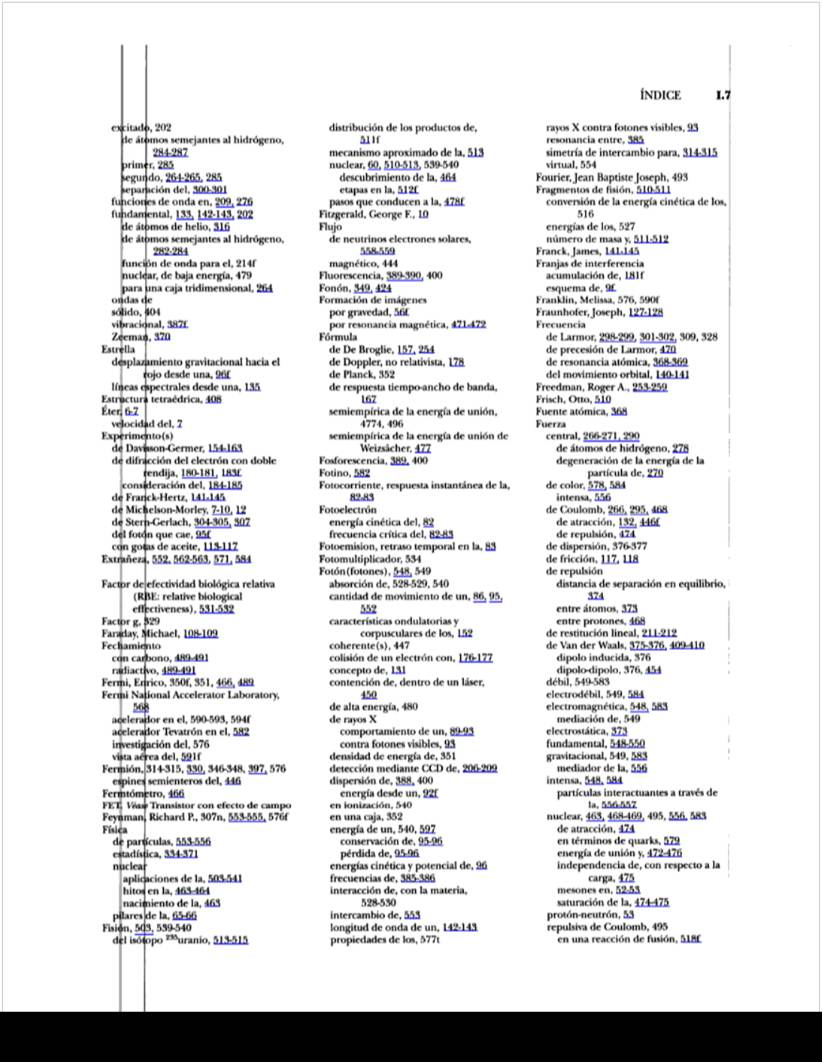 ÍNDICE I.7
excitado, 202
de átomos semejantes al hidrógeno,
284-287
primer, 285
segundo, 264-265, 285
separación del, 300-301
funciones de onda en, 209, 276
fundamental, 133, 142-143, 202
de átomos de helio, 316
de átomos semejantes al hidrógeno,
282-284
función de onda para el, 214f
nuclear, de baja energía, 479
para una caja tridimensional, 264
ondas de
sólido, 404
vibracional, 387f
Zeeman, 370
Estrella
desplazamiento gravitacional hacia el
rojo desde una, 96f
líneas espectrales desde una, 135
Estructura tetraédrica, 408
Éter, 6-7
velocidad del, 7
Experimento(s)
de Davisson-Germer, 154-163
de difracción del electrón con doble
rendija, 180-181, 183f
consideración del, 184-185
de Franck-Hertz, 141-145
de Michelson-Morley, 7-10, 12
de Stern-Gerlach, 304-305, 307
del fotón que cae, 95f
con gotas de aceite, 113-117
Extrañeza, 552, 562-563, 571, 584
Factor de efectividad biológica relativa
(RBE: relative biological
effectiveness), 531-532
Factor g, 329
Faraday, Michael, 108-109
Fechamiento
con carbono, 489-491
radiactivo, 489-491
Fermi, Enrico, 350f, 351, 466, 489
Fermi National Accelerator Laboratory,
568
acelerador en el, 590-593, 594f
acelerador Tevatrón en el, 582
investigación del, 576
vista aérea del, 591f
Fermión, 314-315, 330, 346-348, 397, 576
espines semienteros del, 446
Fermtómetro, 466
FET, Véase Transistor con efecto de campo
Feynman, Richard P., 307n, 553-555, 576f
Física
de partículas, 553-556
estadística, 334-371
nuclear
aplicaciones de la, 503-541
hitos en la, 463-464
nacimiento de la, 463
pilares de la, 65-66
Fisión, 503, 539-540
del isótopo ²³⁵uranio, 513-515
distribución de los productos de,
511f
mecanismo aproximado de la, 513
nuclear, 60, 510-513, 539-540
descubrimiento de la, 464
etapas en la, 512f
pasos que conducen a la, 478f
Fitzgerald, George F., 10
Flujo
de neutrinos electrones solares,
558-559
magnético, 444
Fluorescencia, 389-390, 400
Fonón, 349, 424
Formación de imágenes
por gravedad, 56f
por resonancia magnética, 471-472
Fórmula
de De Broglie, 157, 254
de Doppler, no relativista, 178
de Planck, 352
de respuesta tiempo-ancho de banda,
167
semiempírica de la energía de unión,
4774, 496
semiempírica de la energía de unión de
Weizsächer, 477
Fosforescencia, 389, 400
Fotino, 582
Fotocorriente, respuesta instantánea de la,
82-83
Fotoelectrón
energía cinética del, 82
frecuencia crítica del, 82-83
Fotoemision, retraso temporal en la, 83
Fotomultiplicador, 534
Fotón(fotones), 548, 549
absorción de, 528-529, 540
cantidad de movimiento de un, 86, 95,
552
características ondulatorias y
corpusculares de los, 152
coherente(s), 447
colisión de un electron con, 176-177
concepto de, 131
contención de, dentro de un láser,
450
de alta energía, 480
de rayos X
comportamiento de un, 89-93
contra fotones visibles, 93
densidad de energía de, 351
detección mediante CCD de, 206-209
dispersión de, 388, 400
energía desde un, 92f
en ionización, 540
en una caja, 352
energía de un, 540, 597
conservación de, 95-96
pérdida de, 95-96
energías cinética y potencial de, 96
frecuencias de, 385-386
interacción de, con la materia,
528-530
intercambio de, 553
longitud de onda de un, 142-143
propiedades de los, 577t
rayos X contra fotones visibles, 93
resonancia entre, 385
simetría de intercambio para, 314-315
virtual, 554
Fourier, Jean Baptiste Joseph, 493
Fragmentos de fisión, 510-511
conversión de la energía cinética de los,
516
energías de los, 527
número de masa y, 511-512
Franck, James, 141-145
Franjas de interferencia
acumulación de, 181f
esquema de, 9f
Franklin, Melissa, 576, 590f
Fraunhofer, Joseph, 127-128
Frecuencia
de Larmor, 298-299, 301-302, 309, 328
de precesión de Larmor, 470
de resonancia atómica, 368-369
del movimiento orbital, 140-141
Freedman, Roger A., 253-259
Frisch, Otto, 510
Fuente atómica, 368
Fuerza
central, 266-271, 290
de átomos de hidrógeno, 278
degeneración de la energía de la
partícula de, 270
de color, 578, 584
intensa, 556
de Coulomb, 266, 295, 468
de atracción, 132, 446f
de repulsión, 474
de dispersión, 376-377
de fricción, 117, 118
de repulsión
distancia de separación en equilibrio,
374
entre átomos, 373
entre protones, 468
de restitución lineal, 211-212
de Van der Waals, 375-376, 409-410
dipolo inducida, 376
dipolo-dipolo, 376, 454
débil, 549-583
electrodébil, 549, 584
electromagnética, 548, 583
mediación de, 549
electrostática, 373
fundamental, 548-550
gravitacional, 549, 583
mediador de la, 556
intensa, 548, 584
partículas interactuantes a través de
la, 556-557
nuclear, 463, 468-469, 495, 556, 583
de atracción, 474
en términos de quarks, 579
energía de unión y, 472-476
independencia de, con respecto a la
carga, 475
mesones en, 52-53
saturación de la, 474-475
protón-neutrón, 53
repulsiva de Coulomb, 495
en una reacción de fusión, 518f